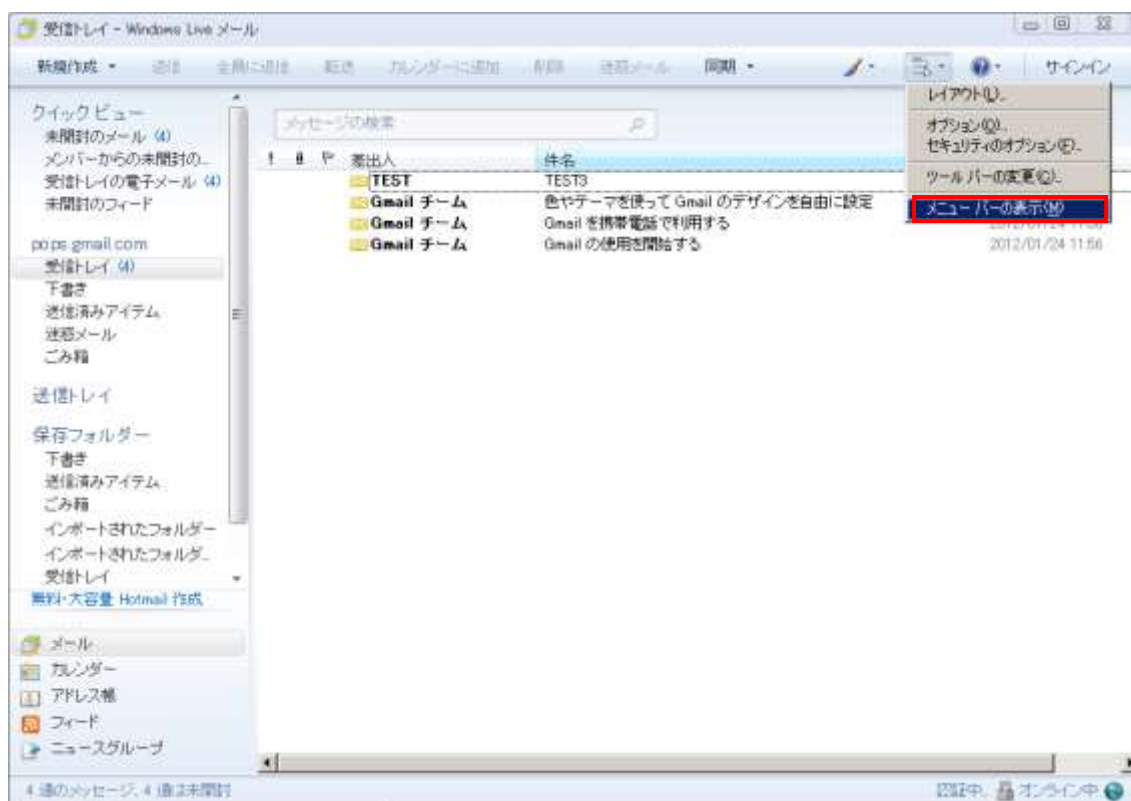 受信トレイ - Windows Live メール
新規作成 返信 全員に返信 転送 カレンダーに追加 削除 迷惑メール 同期 サインイン
レイアウト(L)...
オプション(O)...
セキュリティのオプション(F)...
ツール バーの変更(C)...
メニュー バーの表示(M)
クイック ビュー
未開封のメール (4)
メンバーからの未開封の...
受信トレイの電子メール (4)
未開封のフィード
pops.gmail.com
受信トレイ (4)
下書き
送信済みアイテム
迷惑メール
ごみ箱
送信トレイ
保存フォルダー
下書き
送信済みアイテム
ごみ箱
インポートされたフォルダー
インポートされたフォルダ...
受信トレイ
無料・大容量 Hotmail 作成
メール
カレンダー
アドレス帳
フィード
ニュースグループ
メッセージの検索
差出人 件名
TEST TEST3
Gmail チーム 色やテーマを使って Gmail のデザインを自由に設定
Gmail チーム Gmail を携帯電話で利用する 2012/01/24 11:56
Gmail チーム Gmail の使用を開始する 2012/01/24 11:56
4 通のメッセージ、4 通は未開封
認証中. オンライン中